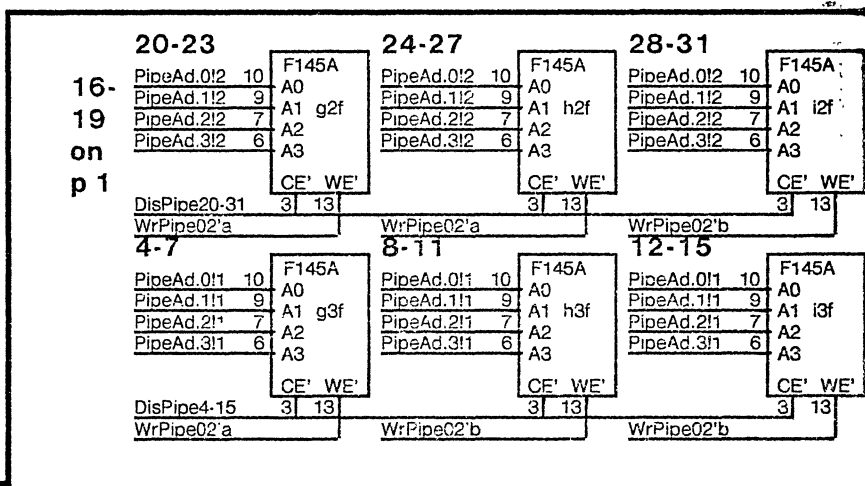 20-23 24-27 28-31
16-
19
on
p 1
PipeAd.0!2 10 A0 F145A
PipeAd.1!2 9 A1 g2f
PipeAd.2!2 7 A2
PipeAd.3!2 6 A3
CE' WE'
3 13
PipeAd.0!2 10 A0 F145A
PipeAd.1!2 9 A1 h2f
PipeAd.2!2 7 A2
PipeAd.3!2 6 A3
CE' WE'
3 13
PipeAd.0!2 10 A0 F145A
PipeAd.1!2 9 A1 i2f
PipeAd.2!2 7 A2
PipeAd.3!2 6 A3
CE' WE'
3 13
DisPipe20-31
WrPipe02'a WrPipe02'a WrPipe02'b
4-7 8-11 12-15
PipeAd.0!1 10 A0 F145A
PipeAd.1!1 9 A1 g3f
PipeAd.2!1 7 A2
PipeAd.3!1 6 A3
CE' WE'
3 13
PipeAd.0!1 10 A0 F145A
PipeAd.1!1 9 A1 h3f
PipeAd.2!1 7 A2
PipeAd.3!1 6 A3
CE' WE'
3 13
PipeAd.0!1 10 A0 F145A
PipeAd.1!1 9 A1 i3f
PipeAd.2!1 7 A2
PipeAd.3!1 6 A3
CE' WE'
3 13
DisPipe4-15
WrPipe02'a WrPipe02'b WrPipe02'b